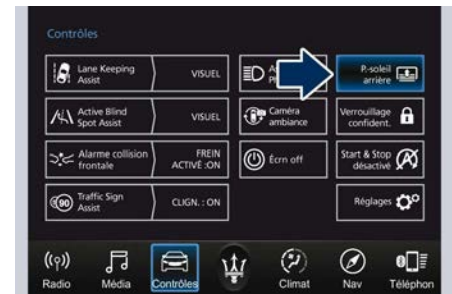 Contrôles
Lane Keeping
Assist
VISUEL
P.-soleil
arrière
Active Blind
Spot Assist
VISUEL
Caméra
ambiance
Verrouillage
confident.
Alarme collision
frontale
FREIN
ACTIVÉ :ON
Écrn off
Start & Stop
désactivé
90
Traffic Sign
Assist
CLIGN. : ON
Réglages
Radio
Média
Contrôles
Climat
Nav
Téléphon